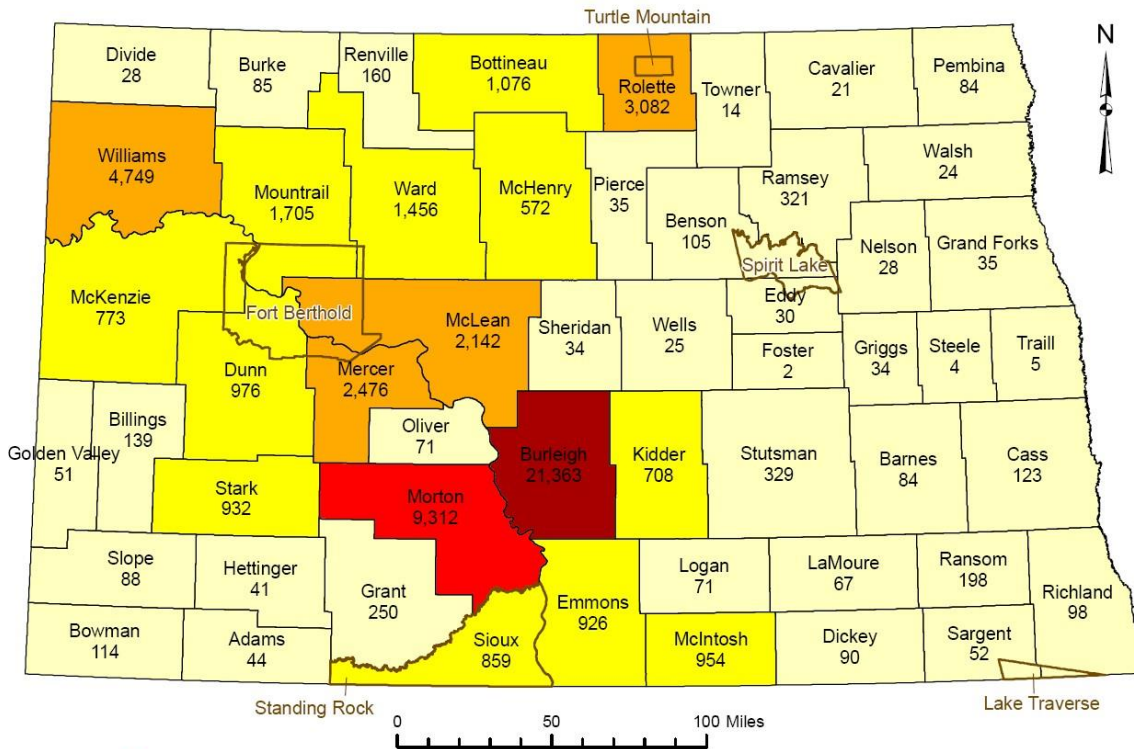 Turtle Mountain
N
Divide
28
Burke
85
Renville
160
Bottineau
1,076
Rolette
3,082
Towner
14
Cavalier
21
Pembina
84
Williams
4,749
Mountrail
1,705
Ward
1,456
McHenry
572
Pierce
35
Benson
105
Ramsey
321
Walsh
24
Nelson
28
Grand Forks
35
Spirit Lake
McKenzie
773
Fort Berthold
Dunn
976
McLean
2,142
Mercer
2,476
Sheridan
34
Wells
25
Eddy
30
Foster
2
Griggs
34
Steele
4
Traill
5
Golden Valley
51
Billings
139
Oliver
71
Burleigh
21,363
Kidder
708
Stutsman
329
Barnes
84
Cass
123
Stark
932
Morton
9,312
Slope
88
Hettinger
41
Grant
250
Emmons
926
Logan
71
LaMoure
67
Ransom
198
Richland
98
Bowman
114
Adams
44
Sioux
859
McIntosh
954
Dickey
90
Sargent
52
Standing Rock
Lake Traverse
0 50 100 Miles